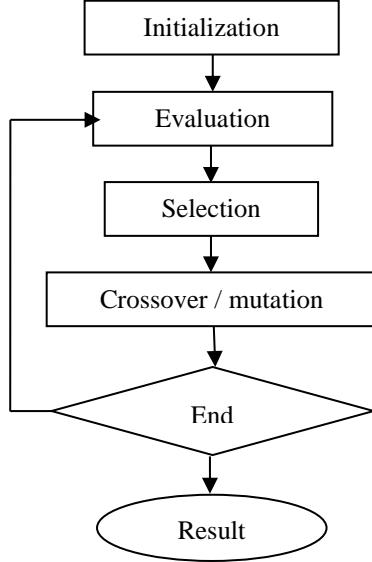 Initialization
Evaluation
Selection
Crossover / mutation
End
Result